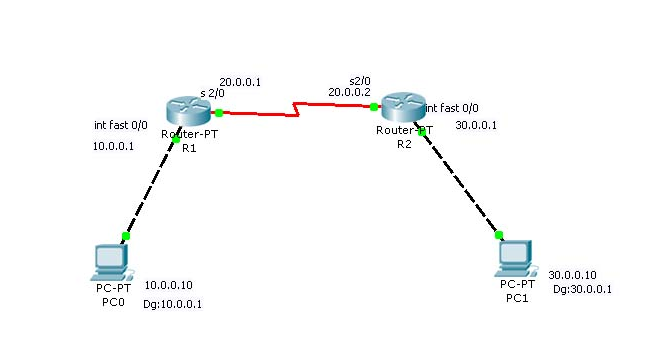 20.0.0.1
s 2/0
s2/0
20.0.0.2
int fast 0/0
Router-PT
R1
int fast 0/0
30.0.0.1
Router-PT
R2
10.0.0.1
PC-PT
PC0
10.0.0.10
Dg:10.0.0.1
PC-PT
PC1
30.0.0.10
Dg:30.0.0.1